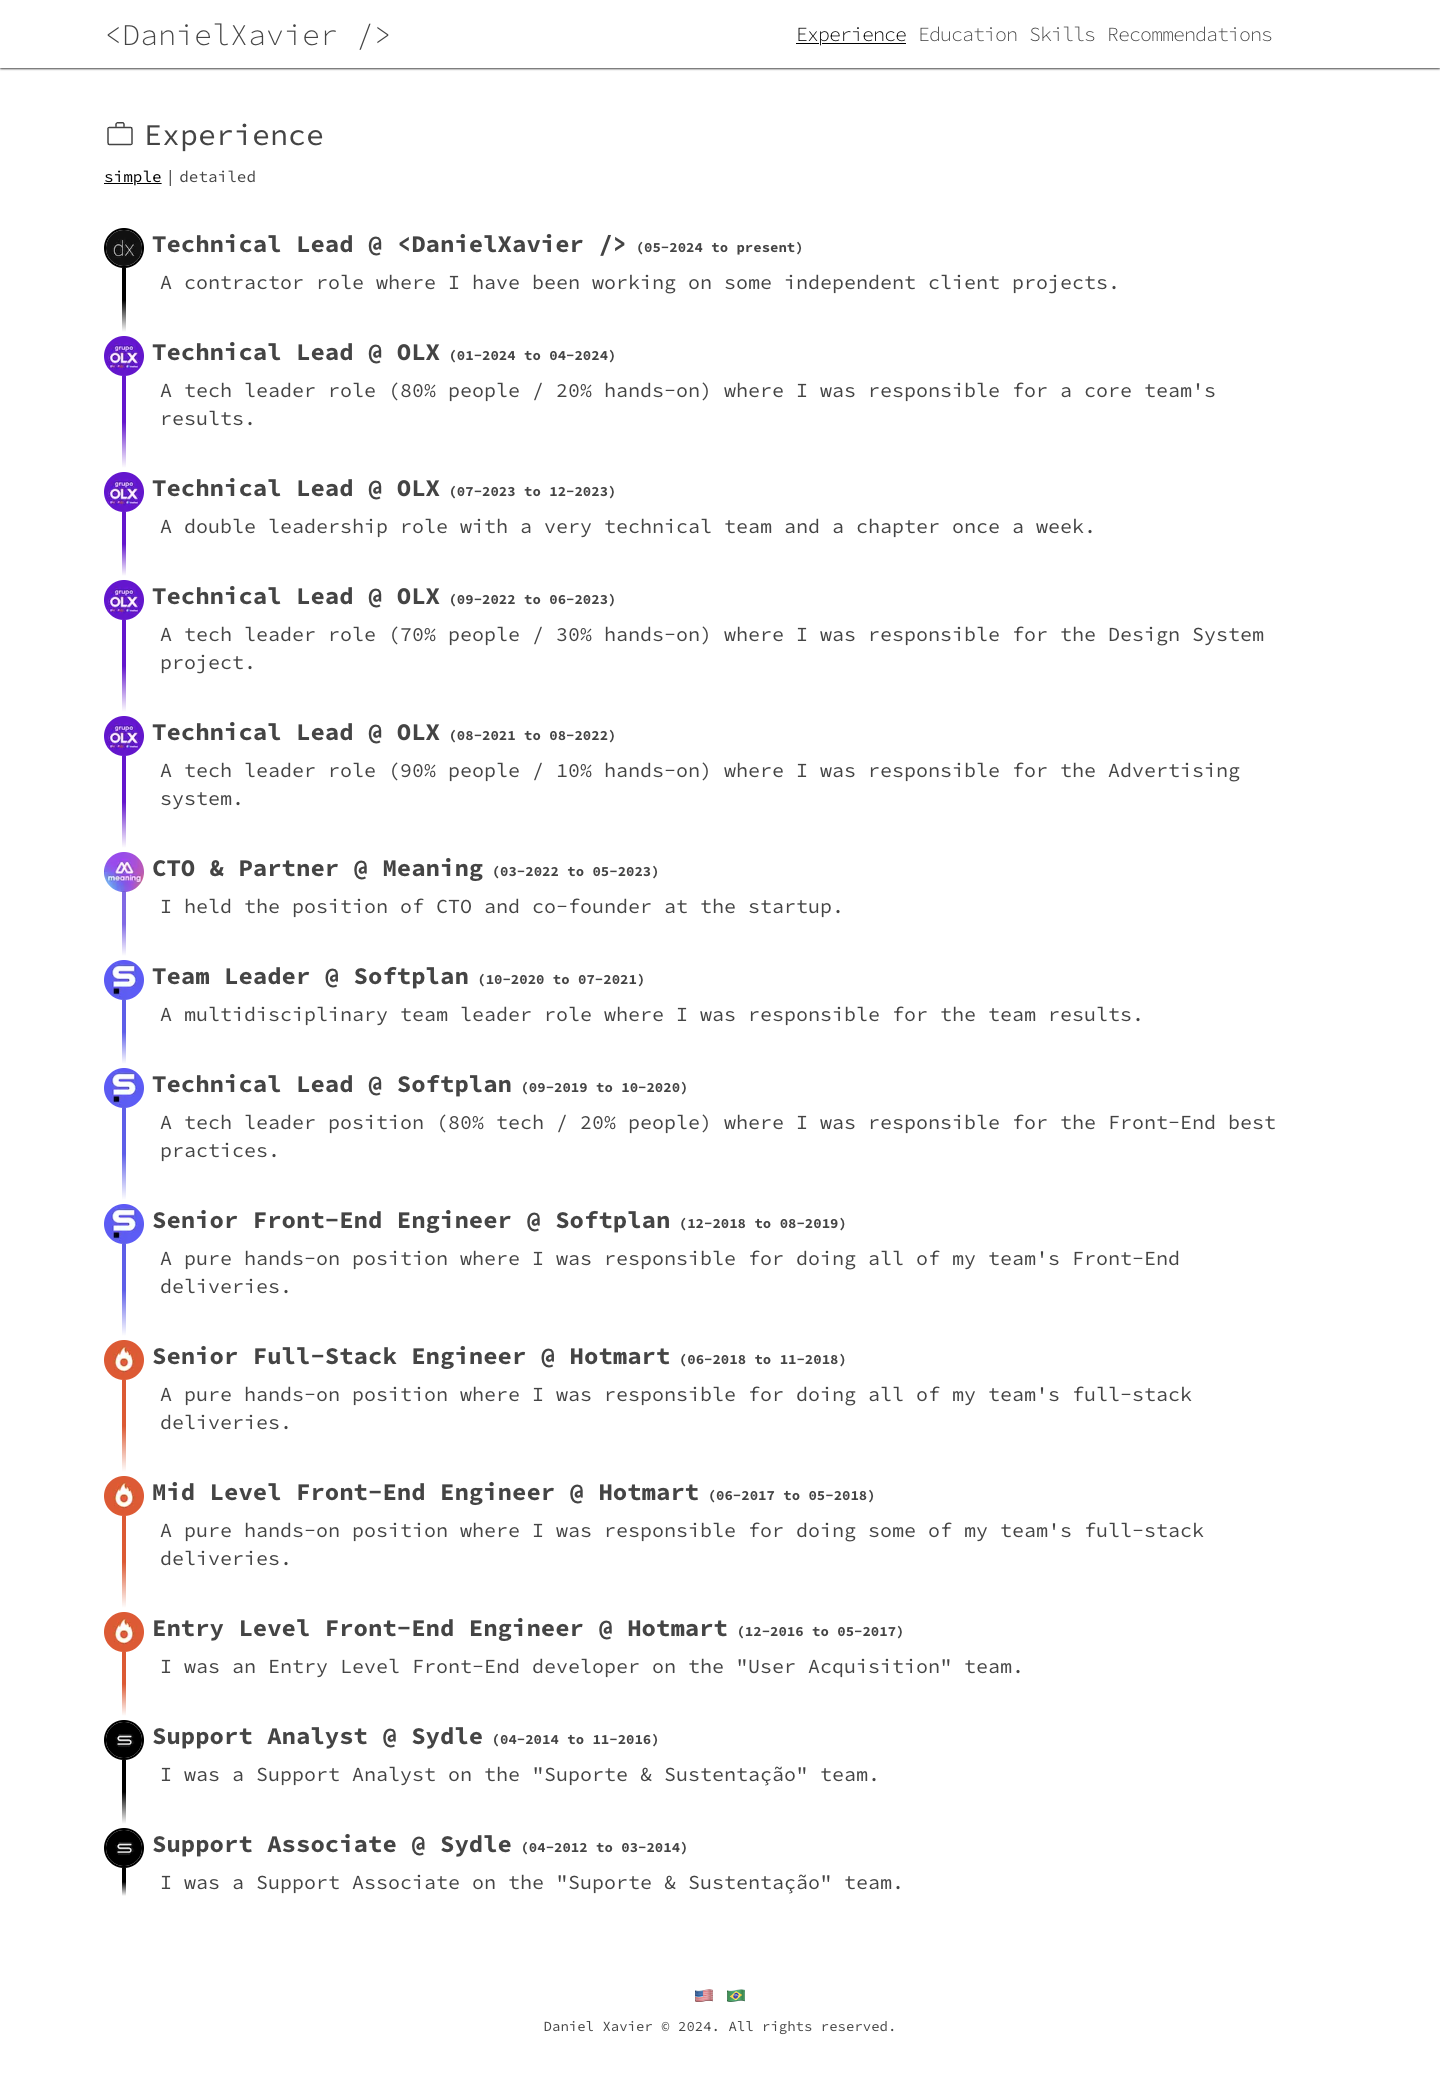 <DanielXavier />
Experience Education Skills Recommendations
Experience
simple | detailed
dx
Technical Lead @ <DanielXavier /> (05-2024 to present)
A contractor role where I have been working on some independent client projects.
grupo
OLX
Technical Lead @ OLX (01-2024 to 04-2024)
A tech leader role (80% people / 20% hands-on) where I was responsible for a core team's
results.
grupo
OLX
Technical Lead @ OLX (07-2023 to 12-2023)
A double leadership role with a very technical team and a chapter once a week.
grupo
OLX
Technical Lead @ OLX (09-2022 to 06-2023)
A tech leader role (70% people / 30% hands-on) where I was responsible for the Design System
project.
grupo
OLX
Technical Lead @ OLX (08-2021 to 08-2022)
A tech leader role (90% people / 10% hands-on) where I was responsible for the Advertising
system.
meaning
CTO & Partner @ Meaning (03-2022 to 05-2023)
I held the position of CTO and co-founder at the startup.
Team Leader @ Softplan (10-2020 to 07-2021)
A multidisciplinary team leader role where I was responsible for the team results.
Technical Lead @ Softplan (09-2019 to 10-2020)
A tech leader position (80% tech / 20% people) where I was responsible for the Front-End best
practices.
Senior Front-End Engineer @ Softplan (12-2018 to 08-2019)
A pure hands-on position where I was responsible for doing all of my team's Front-End
deliveries.
Senior Full-Stack Engineer @ Hotmart (06-2018 to 11-2018)
A pure hands-on position where I was responsible for doing all of my team's full-stack
deliveries.
Mid Level Front-End Engineer @ Hotmart (06-2017 to 05-2018)
A pure hands-on position where I was responsible for doing some of my team's full-stack
deliveries.
Entry Level Front-End Engineer @ Hotmart (12-2016 to 05-2017)
I was an Entry Level Front-End developer on the "User Acquisition" team.
Support Analyst @ Sydle (04-2014 to 11-2016)
I was a Support Analyst on the "Suporte & Sustentação" team.
Support Associate @ Sydle (04-2012 to 03-2014)
I was a Support Associate on the "Suporte & Sustentação" team.
Daniel Xavier © 2024. All rights reserved.